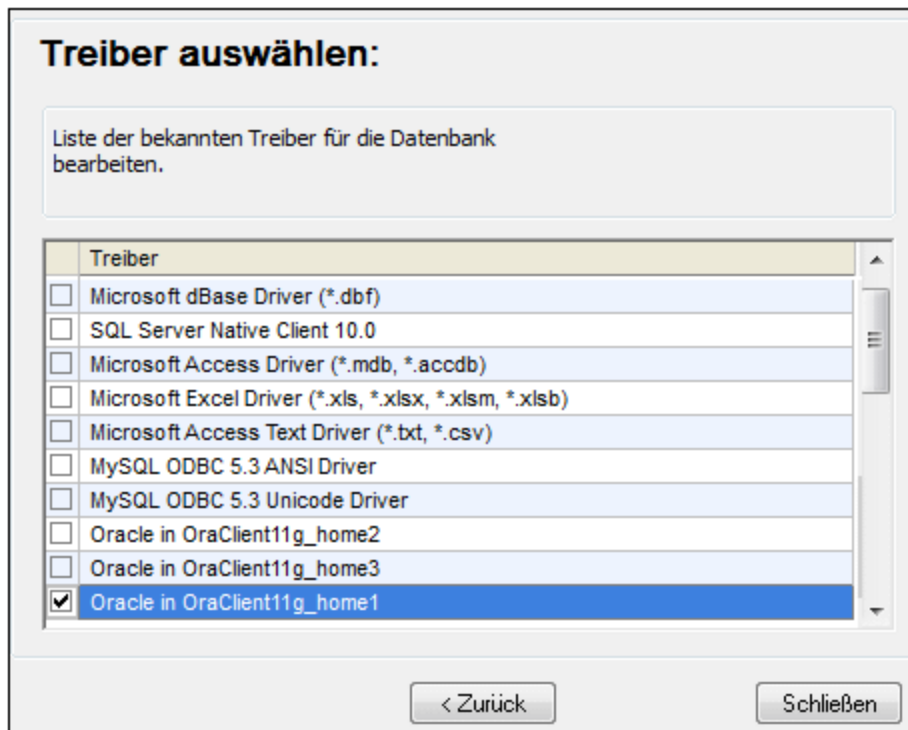 Treiber auswählen:
Liste der bekannten Treiber für die Datenbank
bearbeiten.
Treiber
Microsoft dBase Driver (*.dbf)
SQL Server Native Client 10.0
Microsoft Access Driver (*.mdb, *.accdb)
Microsoft Excel Driver (*.xls, *.xlsx, *.xlsm, *.xlsb)
Microsoft Access Text Driver (*.txt, *.csv)
MySQL ODBC 5.3 ANSI Driver
MySQL ODBC 5.3 Unicode Driver
Oracle in OraClient11g_home2
Oracle in OraClient11g_home3
Oracle in OraClient11g_home1
< Zurück
Schließen